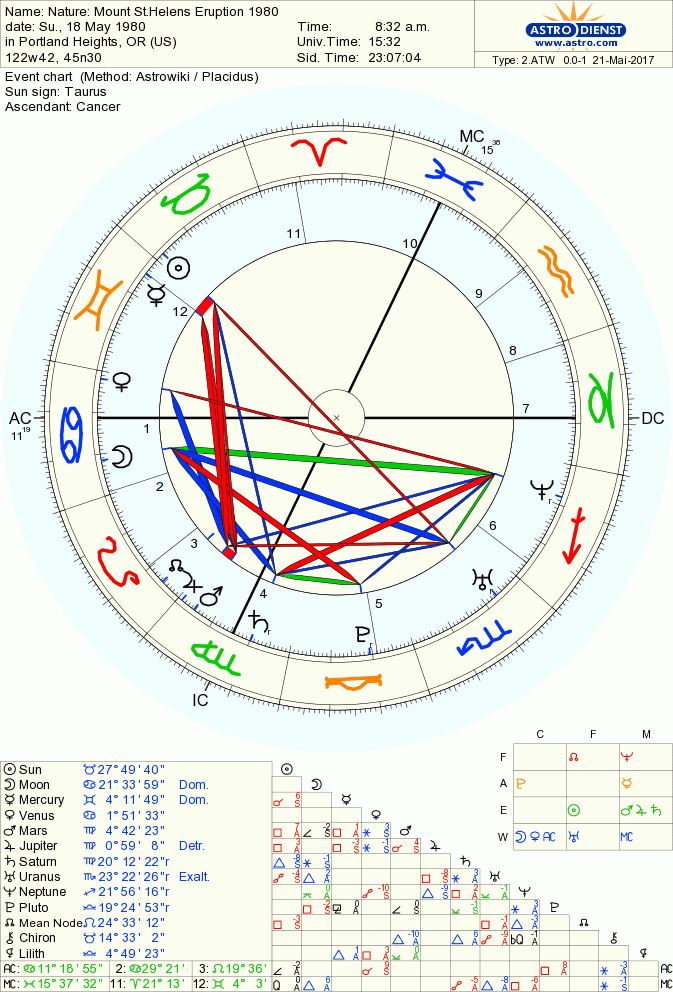 Name: Nature: Mount St.Helens Eruption 1980
date: Su., 18 May 1980
in Portland Heights, OR (US)
122w42, 45n30
Time: 8:32 a.m.
Univ.Time: 15:32
Sid. Time: 23:07:04
ASTRO DIENST
www.astro.com
Type: 2.ATW 0.0-1 21-Mai-2017
Event chart (Method: Astrowiki / Placidus)
Sun sign: Taurus
Ascendant: Cancer
MC
15 36
11
10
9
12
8
AC
11 19
1
7
DC
2
3
6
4
5
r
r
r
r
IC
C F M
F
A
E
W AC MC
Sun 27°49'40"
Moon 21°33'59" Dom.
Mercury 4°11'49" Dom.
Venus 1°51'33"
Mars 4°42'23"
Jupiter 0°59' 8" Detr.
Saturn 20°12'22"r
Uranus 23°22'26"r Exalt.
Neptune 21°56'16"r
Pluto 19°24'53"r
Mean Node 24°33'12"
Chiron 14°33' 2"
Lilith 4°49'23"
AC: 11°18'55" 2: 29°21' 3: 19°36'
MC: 15°37'32" 11: 21°13' 12: 4° 3'
AC
MC